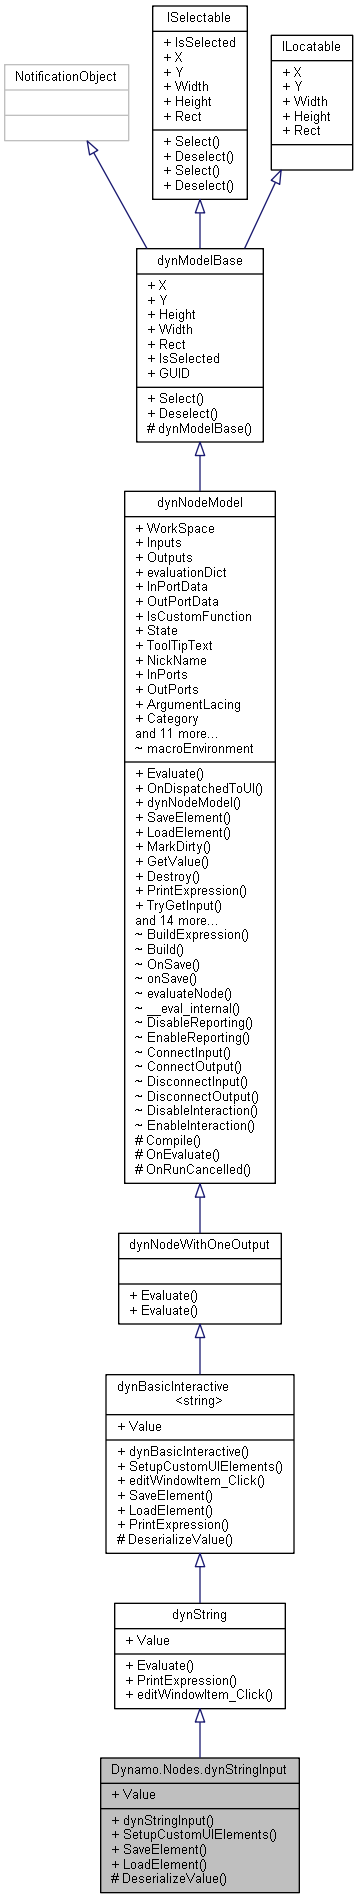 ISelectable
+ IsSelected
+ X
+ Y
+ Width
+ Height
+ Rect
+ Select()
+ Deselect()
+ Select()
+ Deselect()
ILocatable
+ X
+ Y
+ Width
+ Height
+ Rect
NotificationObject
dynModelBase
+ X
+ Y
+ Height
+ Width
+ Rect
+ IsSelected
+ GUID
+ Select()
+ Deselect()
# dynModelBase()
dynNodeModel
+ WorkSpace
+ Inputs
+ Outputs
+ evaluationDict
+ InPortData
+ OutPortData
+ IsCustomFunction
+ State
+ ToolTipText
+ NickName
+ InPorts
+ OutPorts
+ ArgumentLacing
+ Category
and 11 more...
~ macroEnvironment
+ Evaluate()
+ OnDispatchedToUI()
+ dynNodeModel()
+ SaveElement()
+ LoadElement()
+ MarkDirty()
+ GetValue()
+ Destroy()
+ PrintExpression()
+ TryGetInput()
and 14 more...
~ BuildExpression()
~ Build()
~ OnSave()
~ onSave()
~ evaluateNode()
~ __eval_internal()
~ DisableReporting()
~ EnableReporting()
~ ConnectInput()
~ ConnectOutput()
~ DisconnectInput()
~ DisconnectOutput()
~ DisableInteraction()
~ EnableInteraction()
# Compile()
# OnEvaluate()
# OnRunCancelled()
dynNodeWithOneOutput
+ Evaluate()
+ Evaluate()
dynBasicInteractive
<string>
+ Value
+ dynBasicInteractive()
+ SetupCustomUIElements()
+ editWindowItem_Click()
+ SaveElement()
+ LoadElement()
+ PrintExpression()
# DeserializeValue()
dynString
+ Value
+ Evaluate()
+ PrintExpression()
+ editWindowItem_Click()
Dynamo.Nodes.dynStringInput
+ Value
+ dynStringInput()
+ SetupCustomUIElements()
+ SaveElement()
+ LoadElement()
# DeserializeValue()